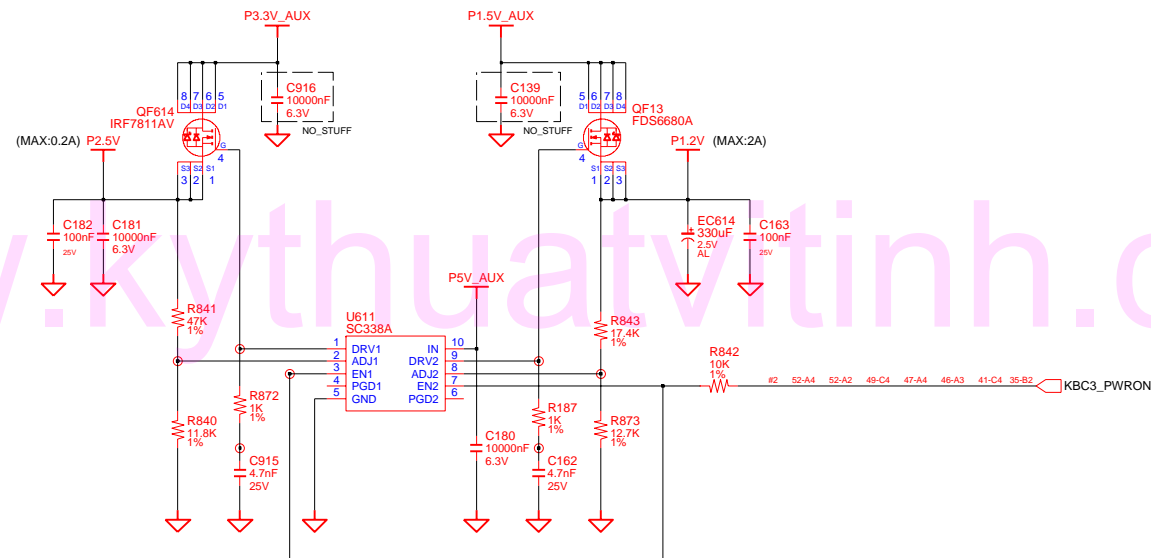 P3.3V_AUX
P1.5V_AUX
C916
10000nF
6.3V
NO_STUFF
C139
10000nF
6.3V
NO_STUFF
8 7 6 5
D4 D3 D2 D1
QF614
IRF7811AV
G
4
S3 S2 S1
3 2 1
5 6 7 8
D1 D2 D3 D4
QF13
FDS6680A
G
4
S1 S2 S3
1 2 3
(MAX:0.2A) P2.5V
P1.2V (MAX:2A)
C182
100nF
25V
C181
10000nF
6.3V
EC614
330uF
2.5V
AL
C163
100nF
25V
w.kythuatvitinh.c
P5V_AUX
R841
47K
1%
U611
SC338A
1 DRV1
2 ADJ1
3 EN1
4 PGD1
5 GND
IN 10
DRV2 9
ADJ2 8
EN2 7
PGD2 6
R843
17.4K
1%
R842
10K
1%
#2 52-A4 52-A2 49-C4 47-A4 46-A3 41-C4 35-B2
KBC3_PWRON
R840
11.8K
1%
R872
1K
1%
C915
4.7nF
25V
C180
10000nF
6.3V
R187
1K
1%
C162
4.7nF
25V
R873
12.7K
1%